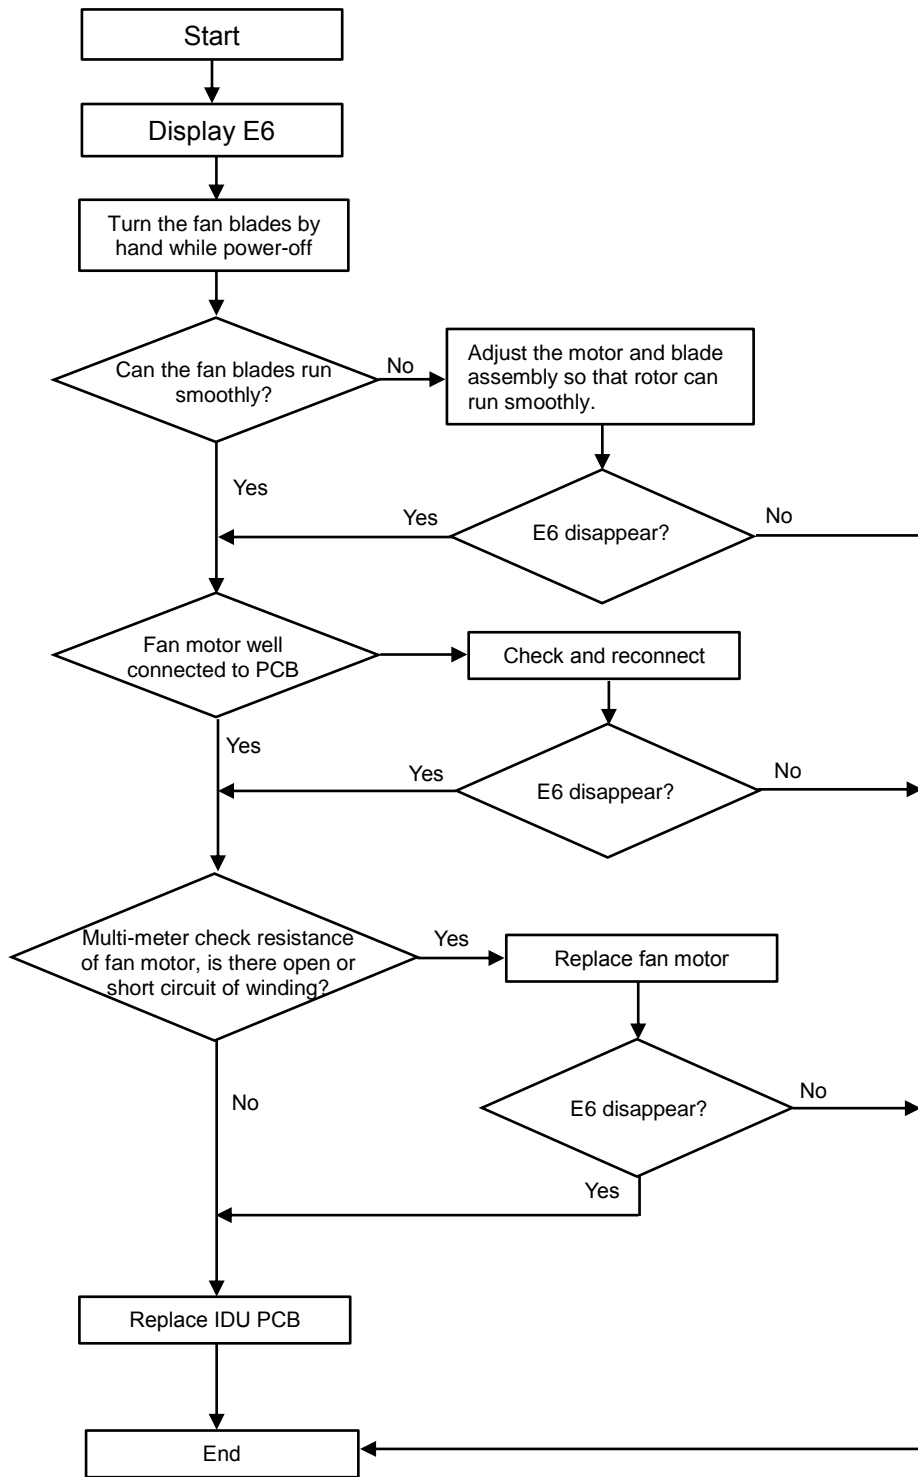 Start
Display E6
Turn the fan blades by
hand while power-off
Can the fan blades run
smoothly?
No
Adjust the motor and blade
assembly so that rotor can
run smoothly.
Yes
Yes
E6 disappear?
No
Fan motor well
connected to PCB
Check and reconnect
Yes
Yes
E6 disappear?
No
Multi-meter check resistance
of fan motor, is there open or
short circuit of winding?
Yes
Replace fan motor
No
E6 disappear?
No
Yes
Replace IDU PCB
End